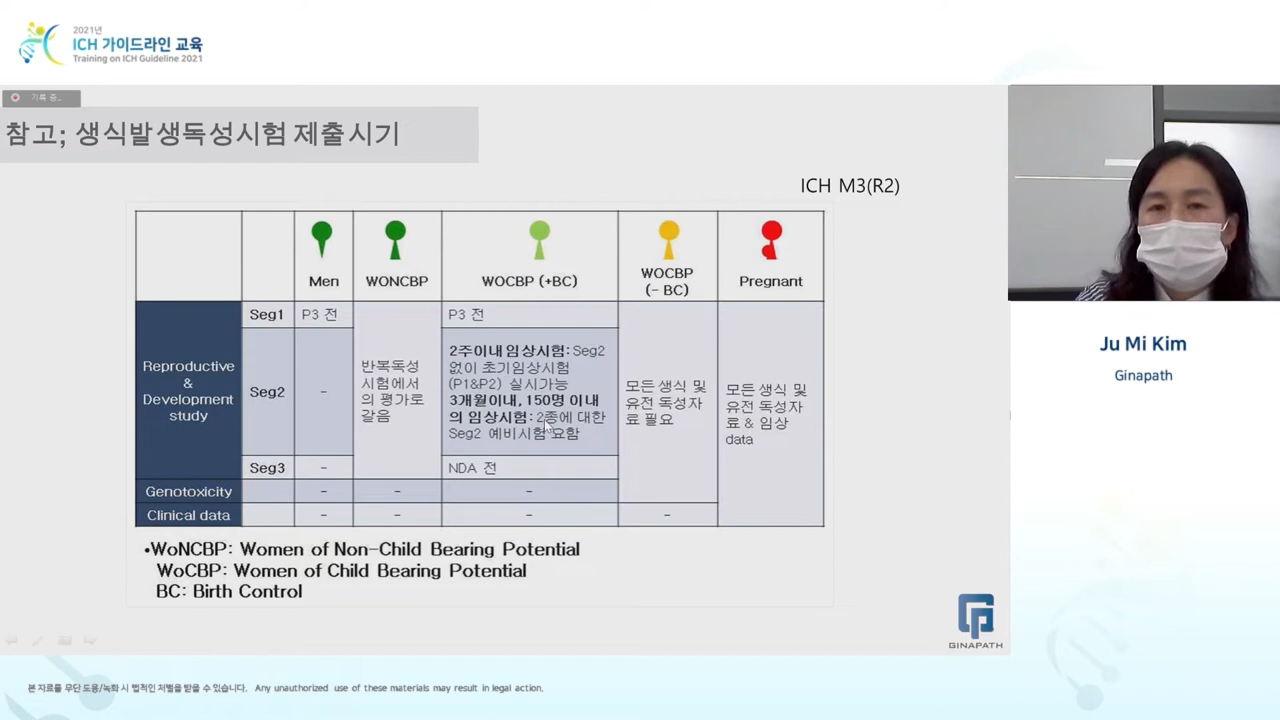 2021년
ICH 가이드라인 교육
Training on ICH Guideline 2021
기록 중...
참고; 생식발생독성시험 제출시기
ICH M3(R2)
Men
WONCBP
WOCBP (+BC)
WOCBP
(- BC)
Pregnant
Reproductive
&
Development
study
Seg1
P3 전
P3 전
Seg2
-
반복독성
시험에서
의 평가로
갈음
2주이내 임상시험: Seg2
없이 초기임상시험
(P1&P2) 실시가능
3개월이내, 150명 이내
의 임상시험: 2종에 대한
Seg2 예비시험 요함
모든 생식 및
유전 독성자
료 필요
모든 생식 및
유전 독성자
료 & 임상
data
Seg3
-
NDA 전
Genotoxicity
-
-
-
Clinical data
-
-
-
-
•WoNCBP: Women of Non-Child Bearing Potential
WoCBP: Women of Child Bearing Potential
BC: Birth Control
GINAPATH
Ju Mi Kim
Ginapath
본 자료를 무단 도용/녹화 시 법적인 처벌을 받을 수 있습니다. Any unauthorized use of these materials may result in legal action.